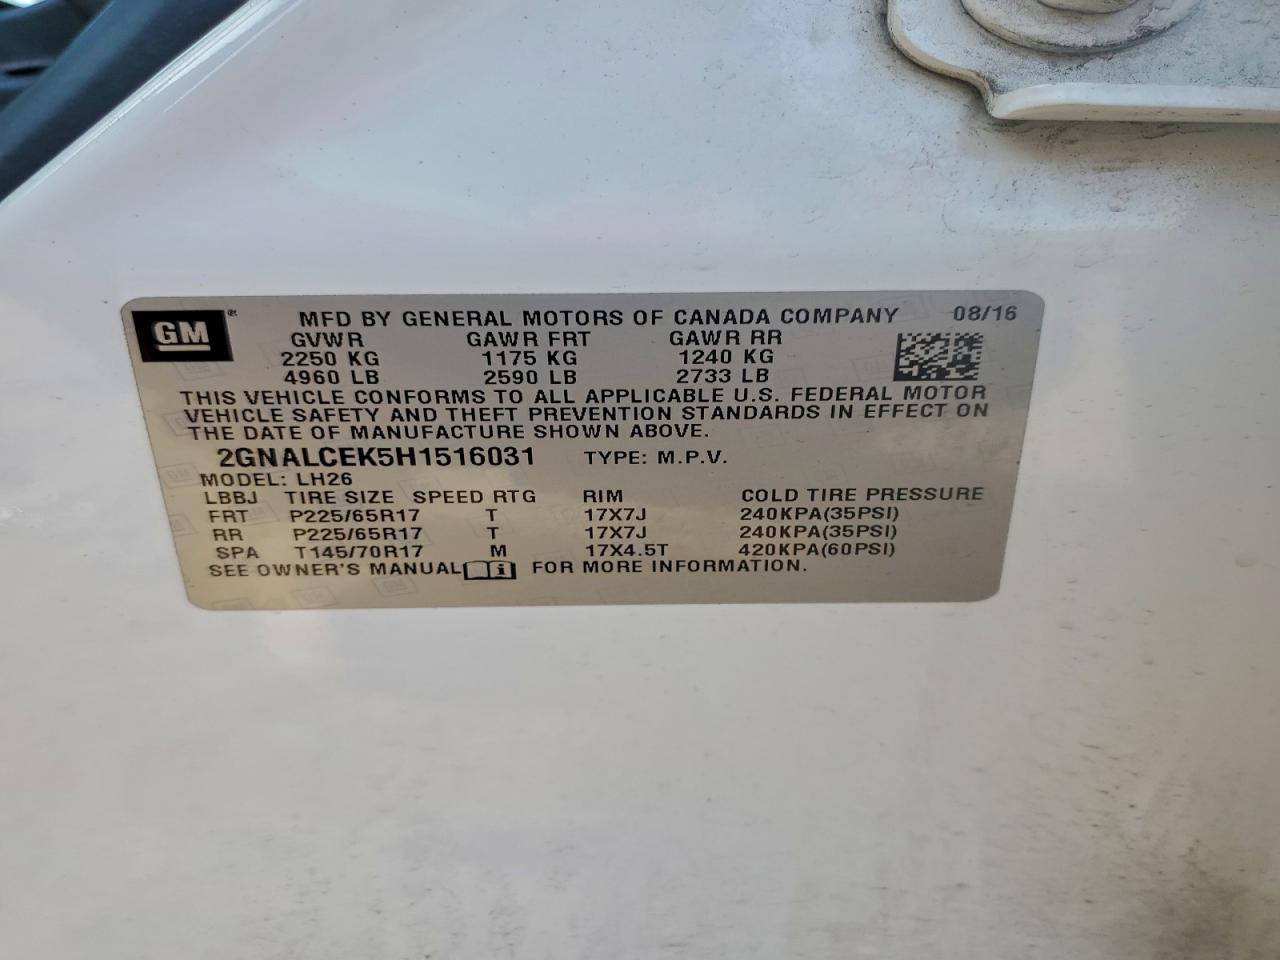 GM ® MFD BY GENERAL MOTORS OF CANADA COMPANY 08/16
GVWR GAWR FRT GAWR RR
2250 KG 1175 KG 1240 KG
4960 LB 2590 LB 2733 LB
THIS VEHICLE CONFORMS TO ALL APPLICABLE U.S. FEDERAL MOTOR
VEHICLE SAFETY AND THEFT PREVENTION STANDARDS IN EFFECT ON
THE DATE OF MANUFACTURE SHOWN ABOVE.
2GNALCEK5H1516031 TYPE: M.P.V.
MODEL: LH26
LBBJ TIRE SIZE SPEED RTG RIM COLD TIRE PRESSURE
FRT P225/65R17 T 17X7J 240KPA(35PSI)
RR P225/65R17 T 17X7J 240KPA(35PSI)
SPA T145/70R17 M 17X4.5T 420KPA(60PSI)
SEE OWNER'S MANUAL i FOR MORE INFORMATION.